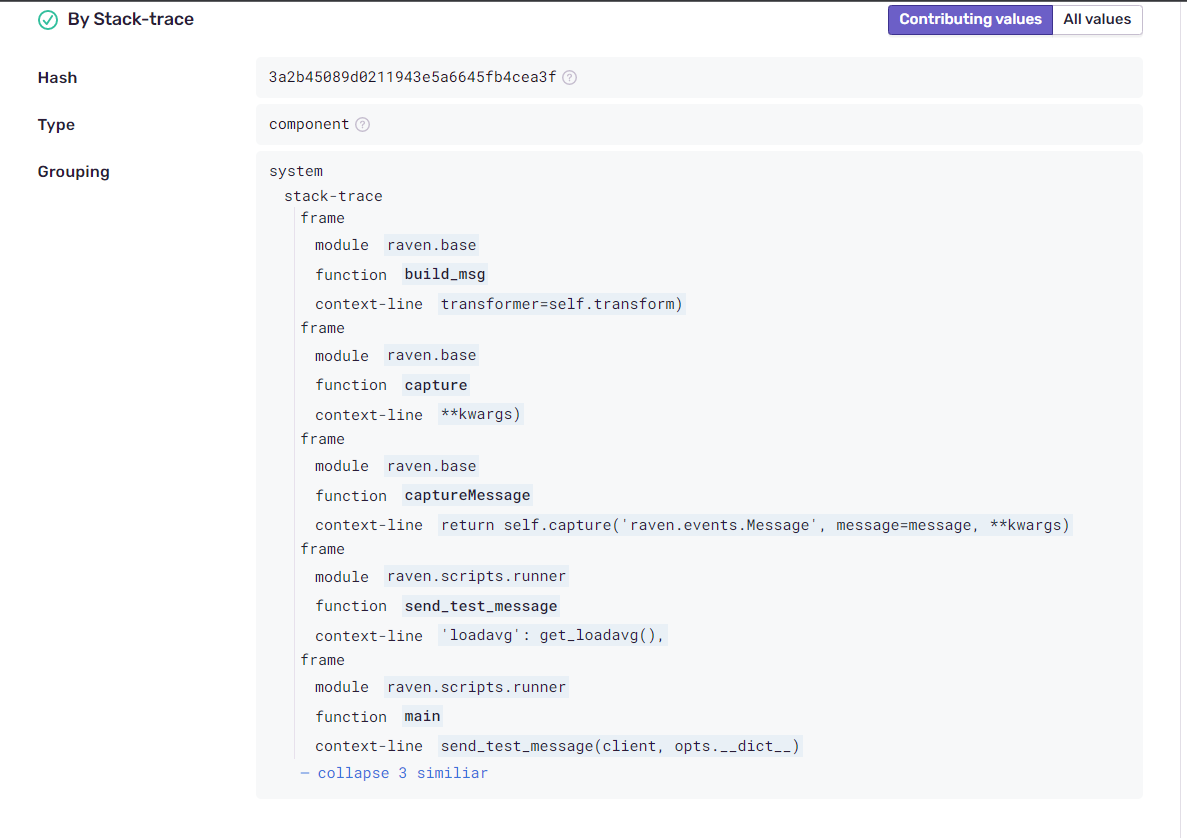 By Stack-trace
Contributing values All values
Hash 3a2b45089d0211943e5a6645fb4cea3f ?
Type component ?
Grouping system
stack-trace
frame
module raven.base
function build_msg
context-line transformer=self.transform)
frame
module raven.base
function capture
context-line **kwargs)
frame
module raven.base
function captureMessage
context-line return self.capture('raven.events.Message', message=message, **kwargs)
frame
module raven.scripts.runner
function send_test_message
context-line 'loadavg': get_loadavg(),
frame
module raven.scripts.runner
function main
context-line send_test_message(client, opts.__dict__)
— collapse 3 similiar